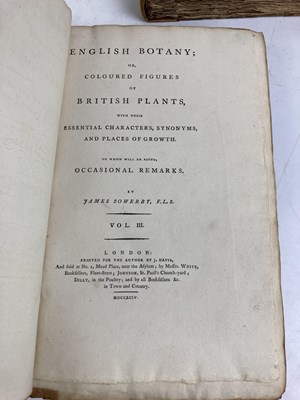 ENGLISH BOTANY;
OR,
COLOURED FIGURES
OF
BRITISH PLANTS,
WITH THEIR
ESSENTIAL CHARACTERS, SYNONYMS,
AND PLACES OF GROWTH.
TO WHICH WILL BE ADDED,
OCCASIONAL REMARKS.
BY
JAMES SOWERBY, F.L.S.
VOL. III.
LONDON:
PRINTED FOR THE AUTHOR BY J. DAVIS,
And sold at No. 2, Mead Place, near the Asylum; by Messrs. WHITE,
Booksellers, Fleet-street; JOHNSON, St. Paul's Church-yard;
DILLY, in the Poultry; and by all Booksellers &c.
in Town and Country.
MDCCXCIV.